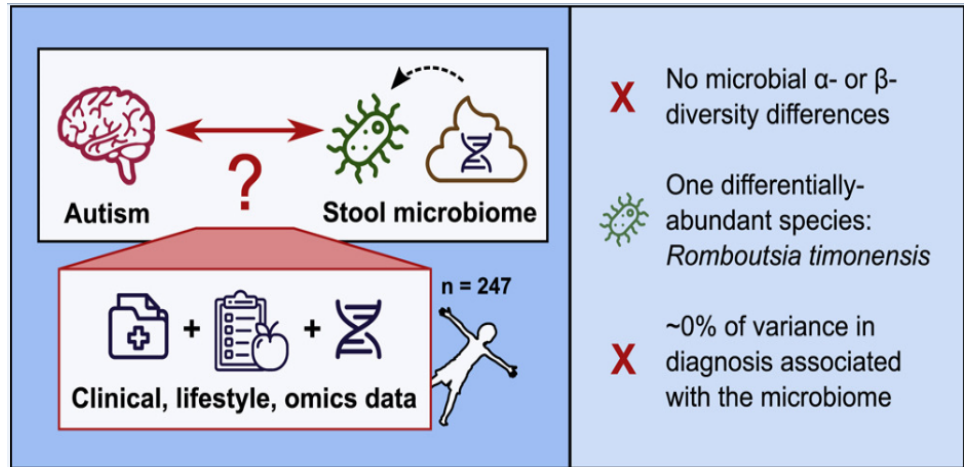 ?
Autism
Stool microbiome
n = 247
+ +
Clinical, lifestyle, omics data
X No microbial α- or β-
diversity differences
One differentially-
abundant species:
Romboutsia timonensis
X ~0% of variance in
diagnosis associated
with the microbiome